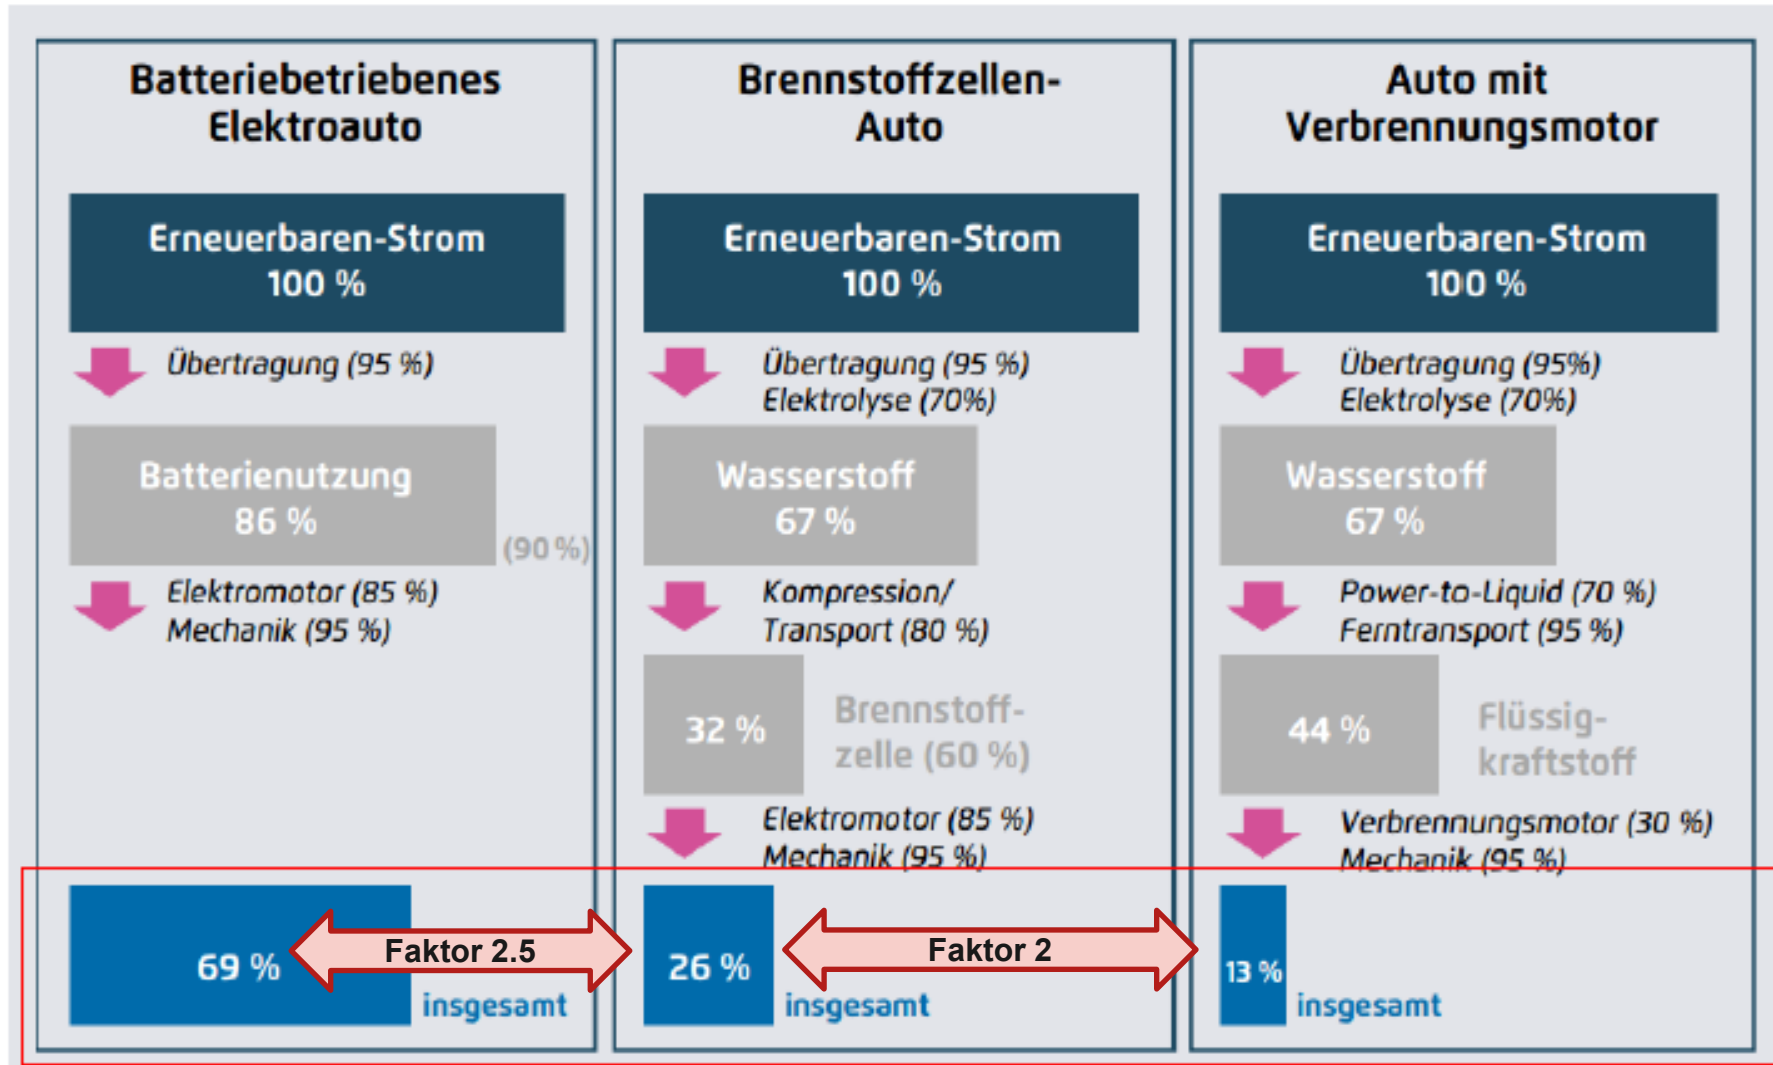 Batteriebetriebenes
Elektroauto
Erneuerbaren-Strom
100 %
Übertragung (95 %)
Batterienutzung
86 %
(90 %)
Elektromotor (85 %)
Mechanik (95 %)
69 %
insgesamt
Faktor 2.5
Brennstoffzellen-
Auto
Erneuerbaren-Strom
100 %
Übertragung (95 %)
Elektrolyse (70%)
Wasserstoff
67 %
Kompression/
Transport (80 %)
32 %
Brennstoff-
zelle (60 %)
Elektromotor (85 %)
Mechanik (95 %)
26 %
insgesamt
Faktor 2
Auto mit
Verbrennungsmotor
Erneuerbaren-Strom
100 %
Übertragung (95%)
Elektrolyse (70%)
Wasserstoff
67 %
Power-to-Liquid (70 %)
Ferntransport (95 %)
44 %
Flüssig-
kraftstoff
Verbrennungsmotor (30 %)
Mechanik (95 %)
13 %
insgesamt